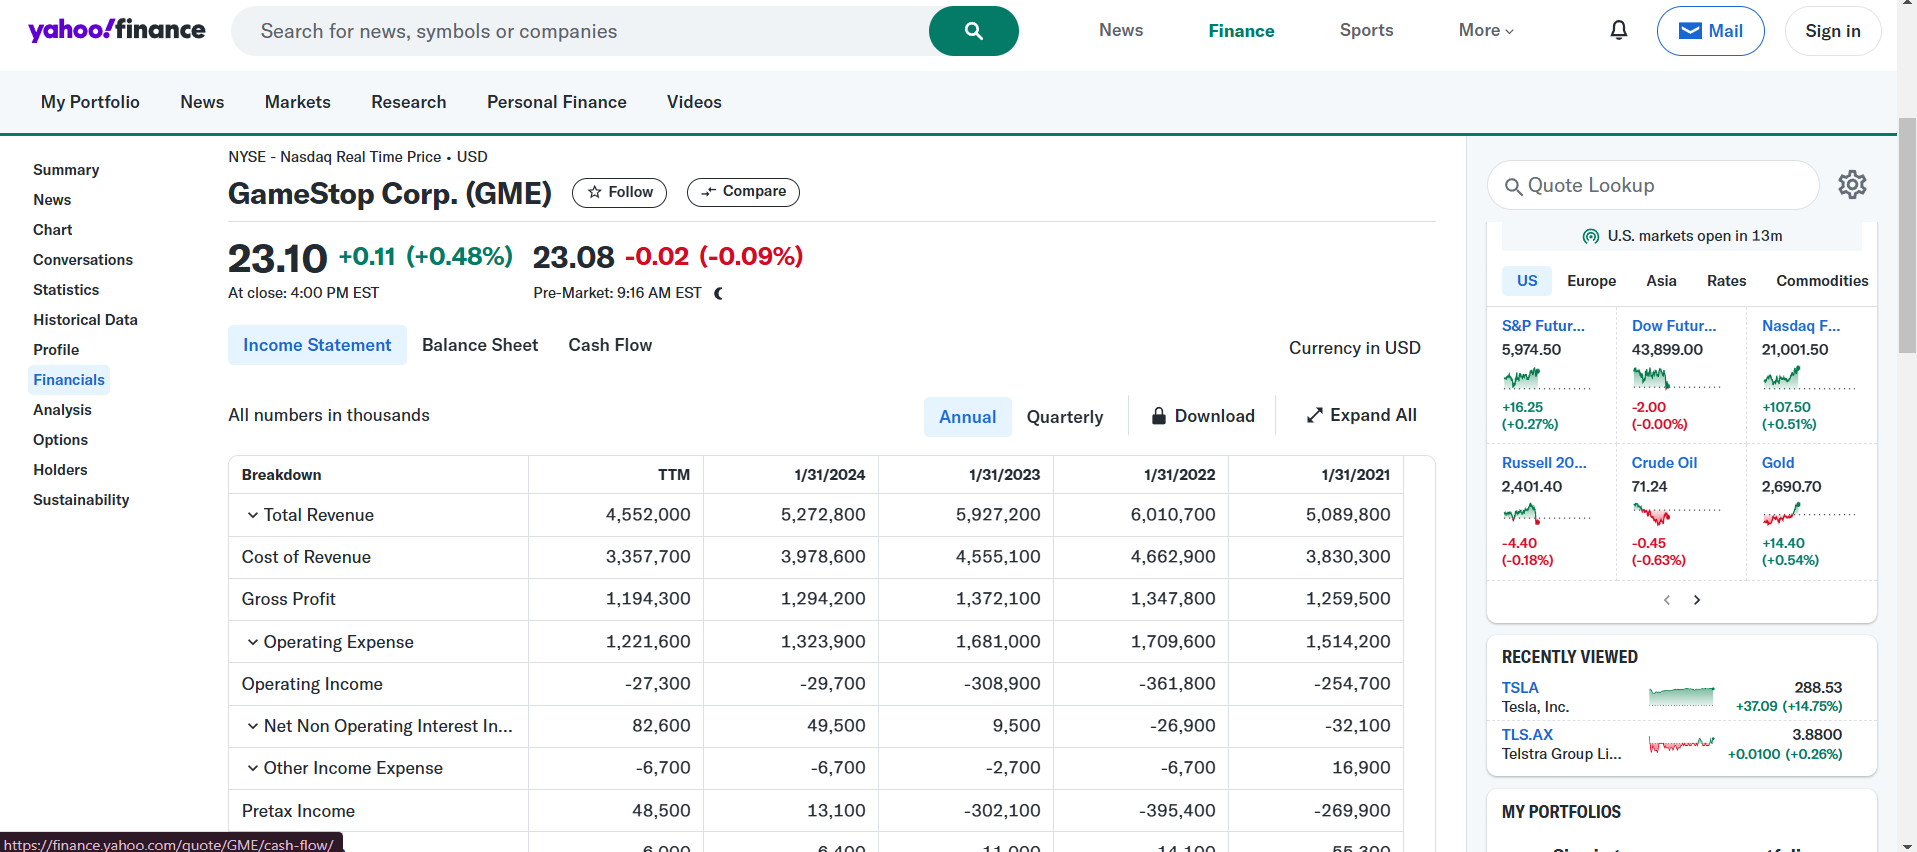 yahoo!finance
Search for news, symbols or companies
News
Finance
Sports
More
Mail
Sign in
My Portfolio
News
Markets
Research
Personal Finance
Videos
Summary
News
Chart
Conversations
Statistics
Historical Data
Profile
Financials
Analysis
Options
Holders
Sustainability
NYSE - Nasdaq Real Time Price • USD
GameStop Corp. (GME)
Follow
Compare
23.10 +0.11 (+0.48%)
At close: 4:00 PM EST
23.08 -0.02 (-0.09%)
Pre-Market: 9:16 AM EST
Income Statement
Balance Sheet
Cash Flow
Currency in USD
All numbers in thousands
Annual
Quarterly
Download
Expand All
Breakdown TTM 1/31/2024 1/31/2023 1/31/2022 1/31/2021
Total Revenue 4,552,000 5,272,800 5,927,200 6,010,700 5,089,800
Cost of Revenue 3,357,700 3,978,600 4,555,100 4,662,900 3,830,300
Gross Profit 1,194,300 1,294,200 1,372,100 1,347,800 1,259,500
Operating Expense 1,221,600 1,323,900 1,681,000 1,709,600 1,514,200
Operating Income -27,300 -29,700 -308,900 -361,800 -254,700
Net Non Operating Interest In... 82,600 49,500 9,500 -26,900 -32,100
Other Income Expense -6,700 -6,700 -2,700 -6,700 16,900
Pretax Income 48,500 13,100 -302,100 -395,400 -269,900
6,000 6,400 11,000 14,100 55,300
https://finance.yahoo.com/quote/GME/cash-flow/
Quote Lookup
U.S. markets open in 13m
US
Europe
Asia
Rates
Commodities
S&P Futur...
5,974.50
+16.25
(+0.27%)
Dow Futur...
43,899.00
-2.00
(-0.00%)
Nasdaq F...
21,001.50
+107.50
(+0.51%)
Russell 20...
2,401.40
-4.40
(-0.18%)
Crude Oil
71.24
-0.45
(-0.63%)
Gold
2,690.70
+14.40
(+0.54%)
RECENTLY VIEWED
TSLA 288.53
Tesla, Inc. +37.09 (+14.75%)
TLS.AX 3.8800
Telstra Group Li... +0.0100 (+0.26%)
MY PORTFOLIOS